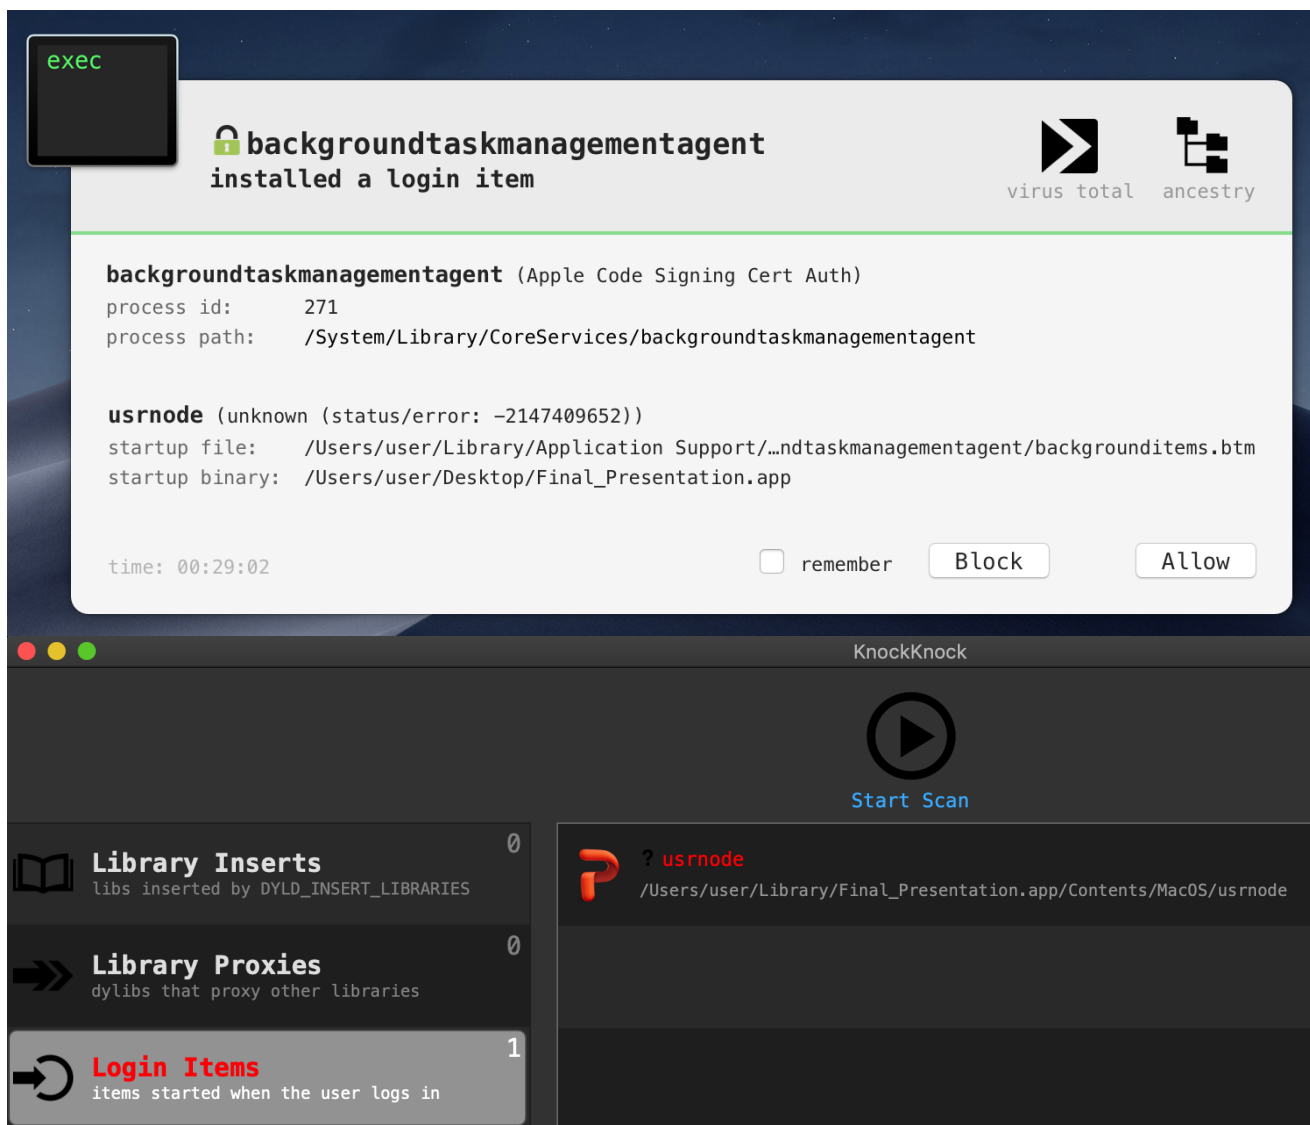 exec
backgroundtaskmanagementagent
installed a login item
virus total
ancestry
backgroundtaskmanagementagent (Apple Code Signing Cert Auth)
process id: 271
process path: /System/Library/CoreServices/backgroundtaskmanagementagent
usrnode (unknown (status/error: -2147409652))
startup file: /Users/user/Library/Application Support/…ndtaskmanagementagent/backgrounditems.btm
startup binary: /Users/user/Desktop/Final_Presentation.app
time: 00:29:02
remember
Block
Allow
KnockKnock
Start Scan
Library Inserts 0
libs inserted by DYLD_INSERT_LIBRARIES
Library Proxies 0
dylibs that proxy other libraries
Login Items 1
items started when the user logs in
? usrnode
/Users/user/Library/Final_Presentation.app/Contents/MacOS/usrnode